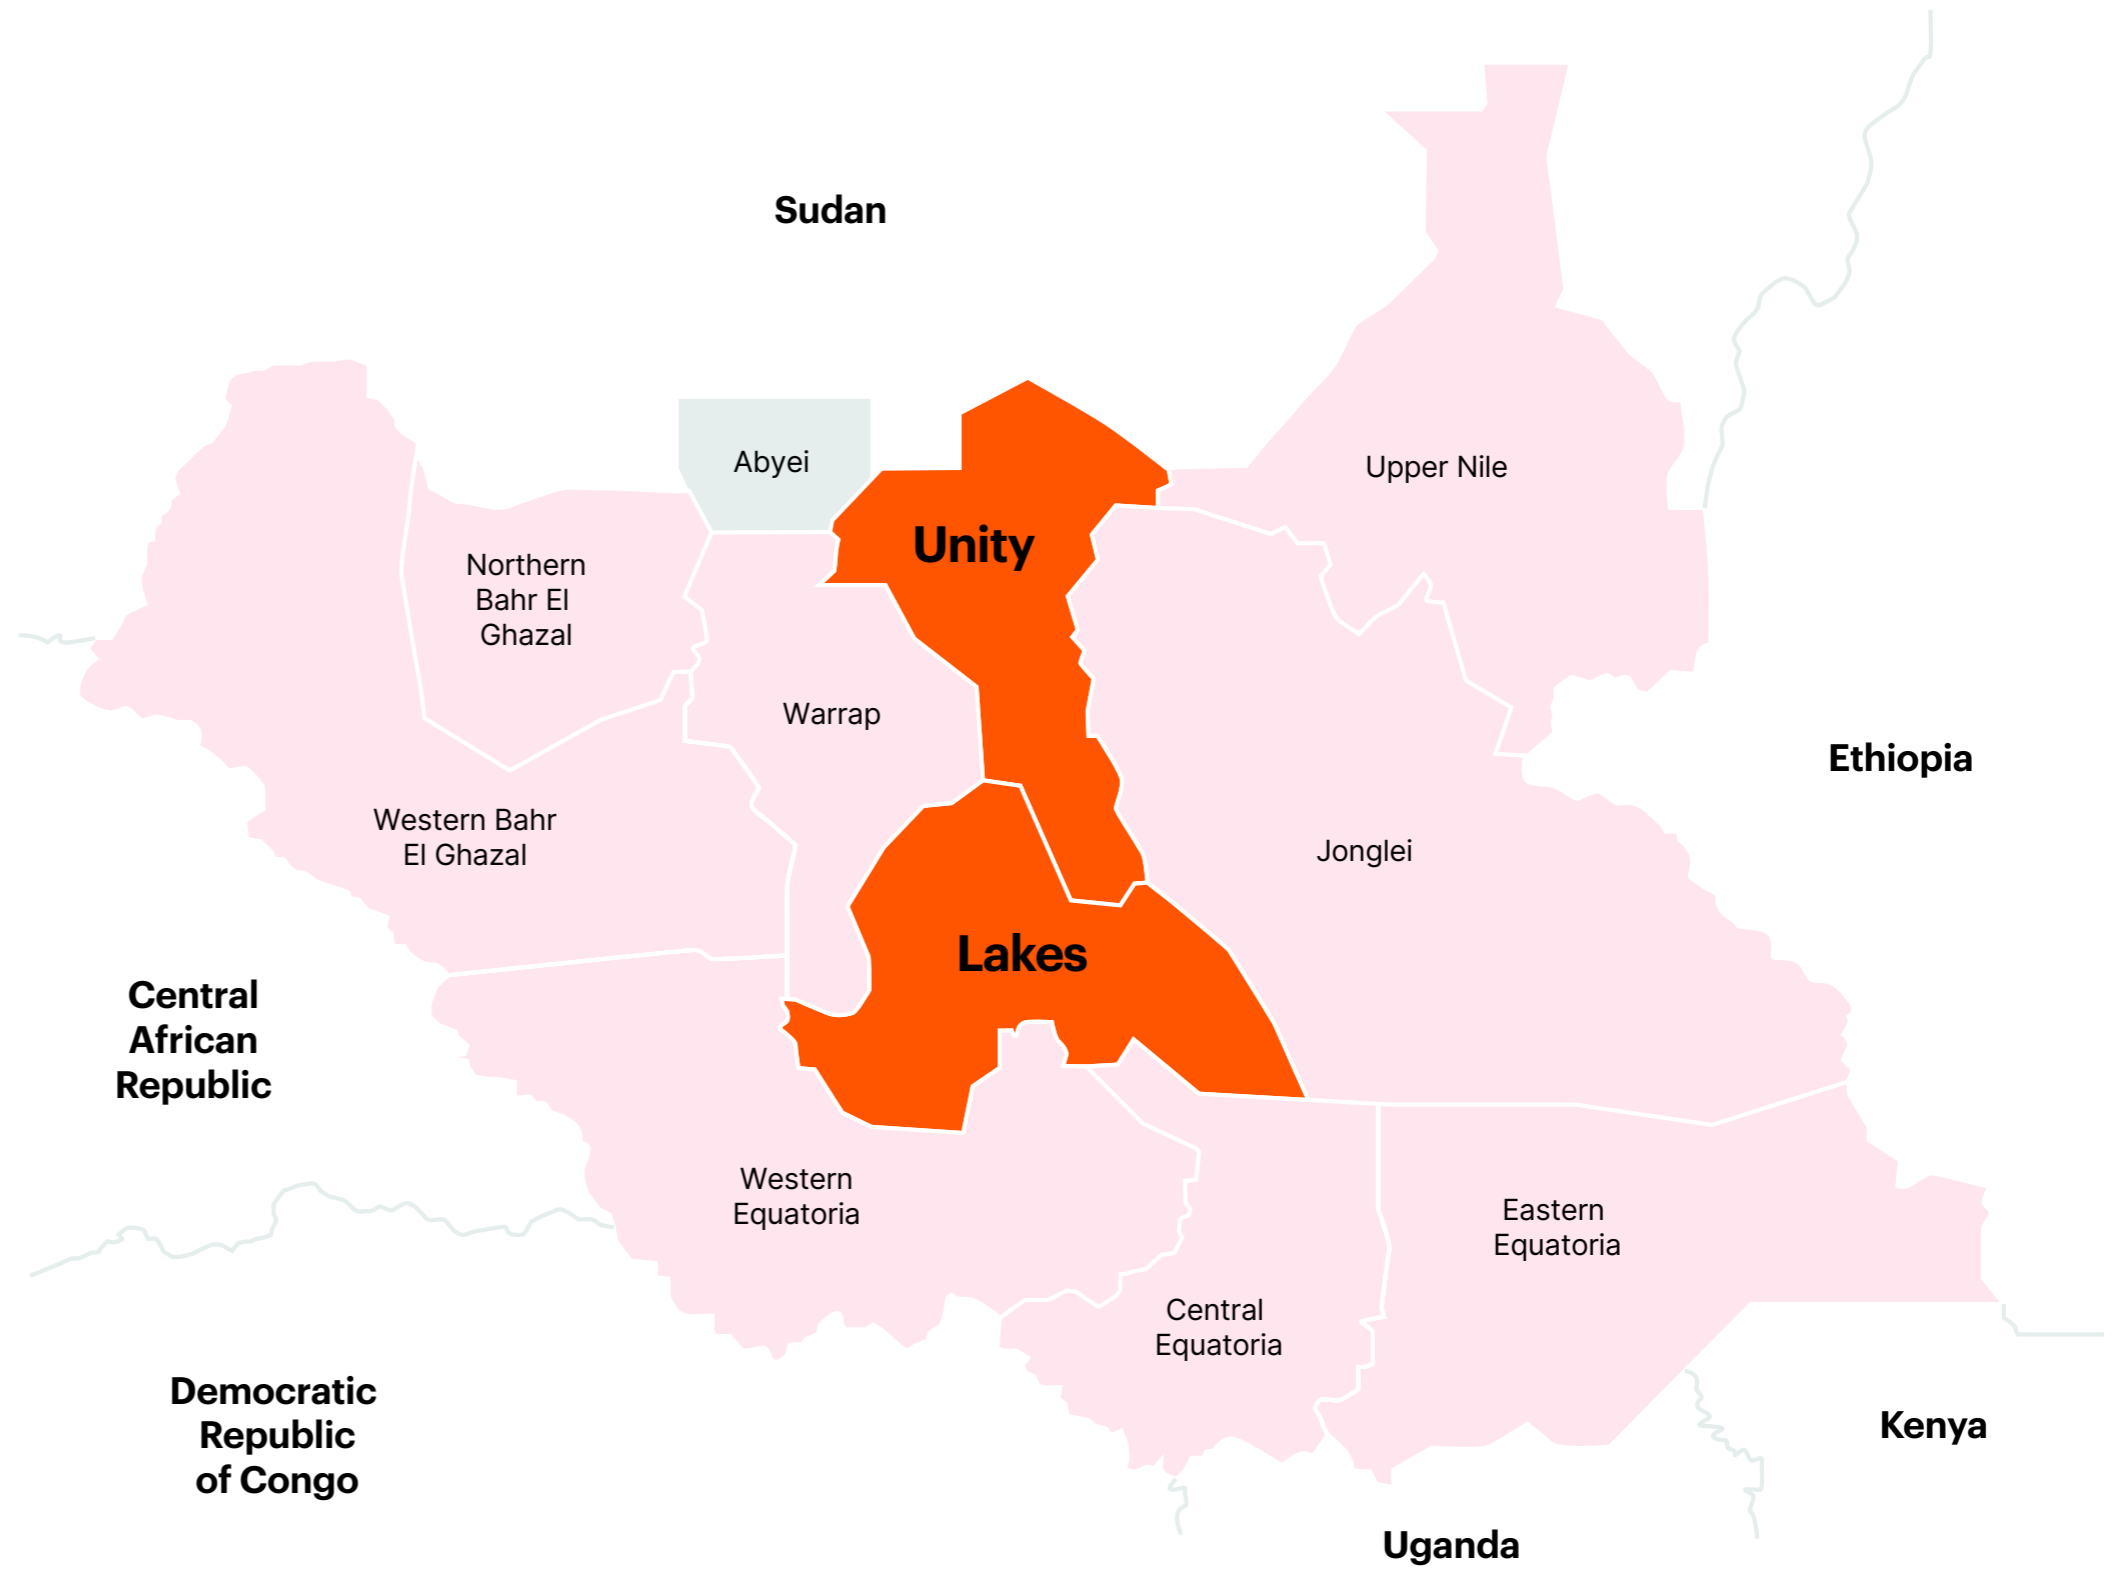 Sudan
Abyei
Upper Nile
Unity
Northern
Bahr El
Ghazal
Warrap
Ethiopia
Western Bahr
El Ghazal
Jonglei
Lakes
Central
African
Republic
Western
Equatoria
Eastern
Equatoria
Central
Equatoria
Democratic
Republic
of Congo
Kenya
Uganda